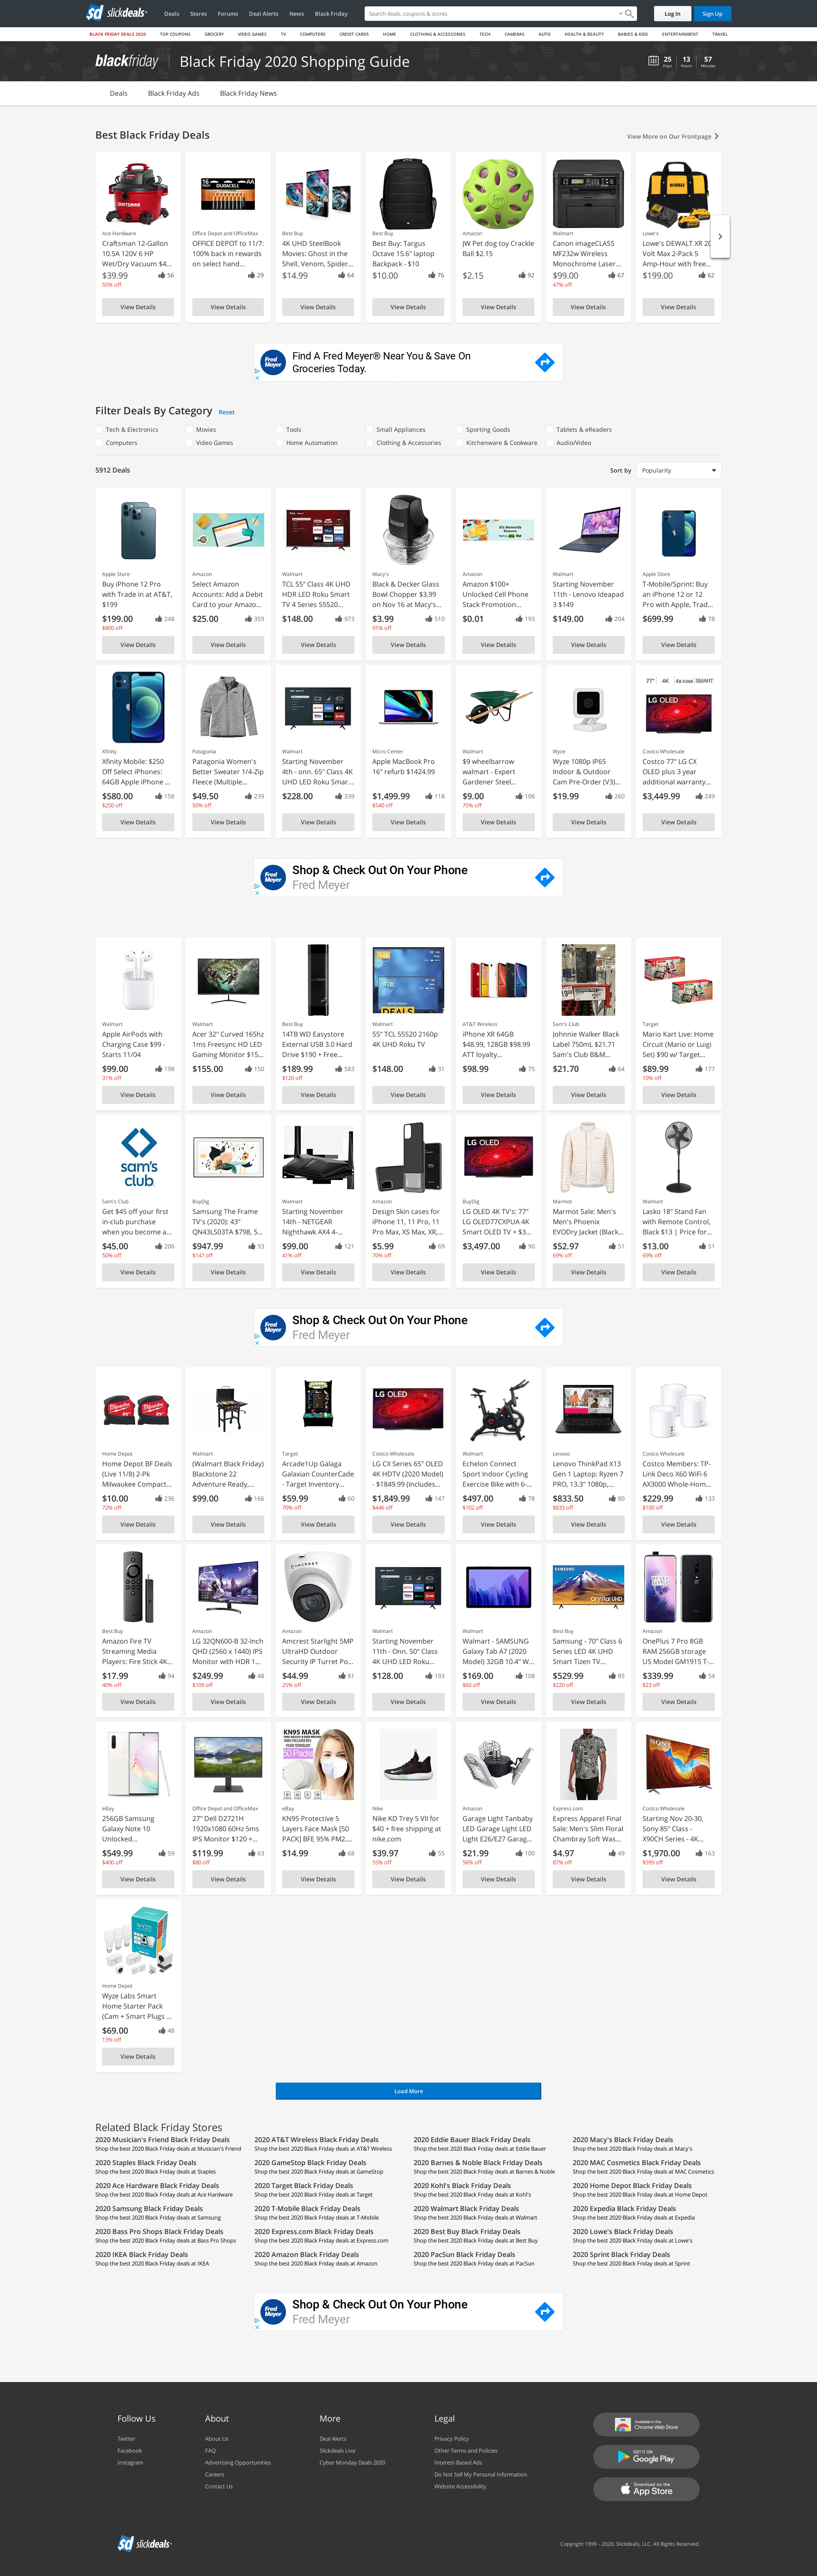 slickdeals
Deals Stores Forums Deal Alerts News Black Friday
Search deals, coupons & stores
Log In Sign Up
BLACK FRIDAY DEALS 2020 TOP COUPONS GROCERY VIDEO GAMES TV COMPUTERS CREDIT CARDS HOME CLOTHING & ACCESSORIES TECH CAMERAS AUTO HEALTH & BEAUTY BABIES & KIDS ENTERTAINMENT TRAVEL
blackfriday Black Friday 2020 Shopping Guide
25 Days 13 Hours 57 Minutes
Deals Black Friday Ads Black Friday News
Best Black Friday Deals
View More on Our Frontpage
Ace Hardware
Craftsman 12-Gallon
10.5A 120V 6 HP
Wet/Dry Vacuum $4...
$39.99 56
55% off
View Details
Office Depot and OfficeMax
OFFICE DEPOT to 11/7:
100% back in rewards
on select hand...
29
View Details
Best Buy
4K UHD SteelBook
Movies: Ghost in the
Shell, Venom, Spider...
$14.99 64
View Details
Best Buy
Best Buy: Targus
Octave 15.6" laptop
Backpack - $10
$10.00 76
View Details
Amazon
JW Pet dog toy Crackle
Ball $2.15
$2.15 92
View Details
Walmart
Canon imageCLASS
MF232w Wireless
Monochrome Laser...
$99.00 67
47% off
View Details
Lowe's
Lowe's DEWALT XR 20
Volt Max 2-Pack 5
Amp-Hour with free...
$199.00 62
View Details
Find A Fred Meyer® Near You & Save On
Groceries Today.
Filter Deals By Category Reset
Tech & Electronics Movies Tools Small Appliances Sporting Goods Tablets & eReaders
Computers Video Games Home Automation Clothing & Accessories Kitchenware & Cookware Audio/Video
5912 Deals
Sort by Popularity
Apple Store
Buy iPhone 12 Pro
with Trade in at AT&T,
$199
$199.00 248
$800 off
View Details
Amazon
Select Amazon
Accounts: Add a Debit
Card to your Amazo...
$25.00 359
View Details
Walmart
TCL 55" Class 4K UHD
HDR LED Roku Smart
TV 4 Series 55S20...
$148.00 973
View Details
Macy's
Black & Decker Glass
Bowl Chopper $3.99
on Nov 16 at Macy's...
$3.99 510
91% off
View Details
Amazon
Amazon $100+
Unlocked Cell Phone
Stack Promotion...
$0.01 193
View Details
Walmart
Starting November
11th - Lenovo Ideapad
3 $149
$149.00 204
View Details
Apple Store
T-Mobile/Sprint: Buy
an iPhone 12 or 12
Pro with Apple, Trad...
$699.99 78
View Details
Xfinity
Xfinity Mobile: $250
Off Select iPhones:
64GB Apple iPhone ...
$580.00 158
$250 off
View Details
Patagonia
Patagonia Women's
Better Sweater 1/4-Zip
Fleece (Multiple...
$49.50 239
50% off
View Details
Walmart
Starting November
4th - onn. 65" Class 4K
UHD LED Roku Smar...
$228.00 339
View Details
Micro Center
Apple MacBook Pro
16" refurb $1424.99
$1,499.99 118
$540 off
View Details
Walmart
$9 wheelbarrow
walmart - Expert
Gardener Steel...
$9.00 106
75% off
View Details
Wyze
Wyze 1080p IP65
Indoor & Outdoor
Cam Pre-Order (V3)...
$19.99 260
View Details
77" 4K 4x HDMI SMART
LG OLED
Costco Wholesale
Costco 77" LG CX
OLED plus 3 year
additional warranty...
$3,449.99 249
View Details
Shop & Check Out On Your Phone
Fred Meyer
Walmart
Apple AirPods with
Charging Case $99 -
Starts 11/04
$99.00 198
31% off
View Details
Walmart
Acer 32" Curved 165hz
1ms Freesync HD LED
Gaming Monitor $15...
$155.00 150
View Details
Best Buy
14TB WD Easystore
External USB 3.0 Hard
Drive $190 + Free...
$189.99 583
$120 off
View Details
DEALS
Walmart
55" TCL 55S20 2160p
4K UHD Roku TV
$148.00 31
View Details
AT&T Wireless
iPhone XR 64GB
$48.99, 128GB $98.99
ATT loyalty...
$98.99 75
View Details
Sam's Club
Johnnie Walker Black
Label 750mL $21.71
Sam's Club B&M...
$21.70 64
View Details
Target
Mario Kart Live: Home
Circuit (Mario or Luigi
Set) $90 w/ Target...
$89.99 177
10% off
View Details
sam's club
Sam's Club
Get $45 off your first
in-club purchase
when you become a...
$45.00 206
50% off
View Details
BuyDig
Samsung The Frame
TV's (2020): 43"
QN43LS03TA $798, 5...
$947.99 93
$147 off
View Details
Walmart
Starting November
14th - NETGEAR
Nighthawk AX4 4-...
$99.00 121
41% off
View Details
Amazon
Design Skin cases for
iPhone 11, 11 Pro, 11
Pro Max, XS Max, XR,...
$5.99 69
70% off
View Details
LG OLED
BuyDig
LG OLED 4K TV's: 77"
LG OLED77CXPUA 4K
Smart OLED TV + $3...
$3,497.00 90
View Details
Marmot
Marmot Sale: Men's
Men's Phoenix
EVODry Jacket (Black...
$52.97 51
69% off
View Details
Walmart
Lasko 18" Stand Fan
with Remote Control,
Black $13 | Price for...
$13.00 51
69% off
View Details
Shop & Check Out On Your Phone
Fred Meyer
Home Depot
Home Depot BF Deals
(Live 11/8) 2-Pk
Milwaukee Compact...
$10.00 236
72% off
View Details
Walmart
(Walmart Black Friday)
Blackstone 22
Adventure Ready,...
$99.00 166
View Details
Target
Arcade1Up Galaga
Galaxian CounterCade
- Target Inventory...
$59.99 60
70% off
View Details
LG OLED
Costco Wholesale
LG CX Series 65" OLED
4K HDTV (2020 Model)
- $1849.99 (Includes...
$1,849.99 147
$446 off
View Details
Walmart
Echelon Connect
Sport Indoor Cycling
Exercise Bike with 6-...
$497.00 78
$102 off
View Details
Lenovo
Lenovo ThinkPad X13
Gen 1 Laptop: Ryzen 7
PRO, 13.3" 1080p,...
$833.50 80
$833 off
View Details
Costco Wholesale
Costco Members: TP-
Link Deco X60 WiFi 6
AX3000 Whole-Hom...
$229.99 133
$100 off
View Details
Best Buy
Amazon Fire TV
Streaming Media
Players: Fire Stick 4K...
$17.99 94
40% off
View Details
Amazon
LG 32QN600-B 32-Inch
QHD (2560 x 1440) IPS
Monitor with HDR 1...
$249.99 48
$109 off
View Details
Amazon
Amcrest Starlight 5MP
UltraHD Outdoor
Security IP Turret Po...
$44.99 81
25% off
View Details
Walmart
Starting November
11th - Onn. 50" Class
4K UHD LED Roku...
$128.00 193
View Details
Walmart
Walmart - SAMSUNG
Galaxy Tab A7 (2020
Model) 32GB 10.4" W...
$169.00 108
$60 off
View Details
SAMSUNG
Crystal UHD
Best Buy
Samsung - 70" Class 6
Series LED 4K UHD
Smart Tizen TV...
$529.99 85
$220 off
View Details
Amazon
OnePlus 7 Pro 8GB
RAM 256GB storage
US Model GM1915 T-...
$339.99 54
$23 off
View Details
eBay
256GB Samsung
Galaxy Note 10
Unlocked...
$549.99 59
$400 off
View Details
Office Depot and OfficeMax
27" Dell D2721H
1920x1080 60Hz 5ms
IPS Monitor $120 +...
$119.99 63
$80 off
View Details
KN95 MASK
50 Packs
eBay
KN95 Protective 5
Layers Face Mask [50
PACK] BFE 95% PM2....
$14.99 68
View Details
Nike
Nike KD Trey 5 VII for
$40 + free shipping at
nike.com
$39.97 55
55% off
View Details
Amazon
Garage Light Tanbaby
LED Garage Light LED
Light E26/E27 Garag...
$21.99 100
56% off
View Details
Express.com
Express Apparel Final
Sale: Men's Slim Floral
Chambray Soft Was...
$4.97 49
87% off
View Details
SONY
Costco Wholesale
Starting Nov 20-30,
Sony 85" Class -
X90CH Series - 4K...
$1,970.00 163
$599 off
View Details
Home Depot
Wyze Labs Smart
Home Starter Pack
(Cam + Smart Plugs ...
$69.00 48
13% off
View Details
Load More
Related Black Friday Stores
2020 Musician's Friend Black Friday Deals
Shop the best 2020 Black Friday deals at Musician's Friend
2020 AT&T Wireless Black Friday Deals
Shop the best 2020 Black Friday deals at AT&T Wireless
2020 Eddie Bauer Black Friday Deals
Shop the best 2020 Black Friday deals at Eddie Bauer
2020 Macy's Black Friday Deals
Shop the best 2020 Black Friday deals at Macy's
2020 Staples Black Friday Deals
Shop the best 2020 Black Friday deals at Staples
2020 GameStop Black Friday Deals
Shop the best 2020 Black Friday deals at GameStop
2020 Barnes & Noble Black Friday Deals
Shop the best 2020 Black Friday deals at Barnes & Noble
2020 MAC Cosmetics Black Friday Deals
Shop the best 2020 Black Friday deals at MAC Cosmetics
2020 Ace Hardware Black Friday Deals
Shop the best 2020 Black Friday deals at Ace Hardware
2020 Target Black Friday Deals
Shop the best 2020 Black Friday deals at Target
2020 Kohl's Black Friday Deals
Shop the best 2020 Black Friday deals at Kohl's
2020 Home Depot Black Friday Deals
Shop the best 2020 Black Friday deals at Home Depot
2020 Samsung Black Friday Deals
Shop the best 2020 Black Friday deals at Samsung
2020 T-Mobile Black Friday Deals
Shop the best 2020 Black Friday deals at T-Mobile
2020 Walmart Black Friday Deals
Shop the best 2020 Black Friday deals at Walmart
2020 Expedia Black Friday Deals
Shop the best 2020 Black Friday deals at Expedia
2020 Bass Pro Shops Black Friday Deals
Shop the best 2020 Black Friday deals at Bass Pro Shops
2020 Express.com Black Friday Deals
Shop the best 2020 Black Friday deals at Express.com
2020 Best Buy Black Friday Deals
Shop the best 2020 Black Friday deals at Best Buy
2020 Lowe's Black Friday Deals
Shop the best 2020 Black Friday deals at Lowe's
2020 IKEA Black Friday Deals
Shop the best 2020 Black Friday deals at IKEA
2020 Amazon Black Friday Deals
Shop the best 2020 Black Friday deals at Amazon
2020 PacSun Black Friday Deals
Shop the best 2020 Black Friday deals at PacSun
2020 Sprint Black Friday Deals
Shop the best 2020 Black Friday deals at Sprint
Shop & Check Out On Your Phone
Fred Meyer
Follow Us
Twitter
Facebook
Instagram
About
About Us
FAQ
Advertising Opportunities
Careers
Contact Us
More
Deal Alerts
Slickdeals Live
Cyber Monday Deals 2020
Legal
Privacy Policy
Other Terms and Policies
Interest-Based Ads
Do Not Sell My Personal Information
Website Accessibility
Available in the
Chrome Web Store
GET IT ON
Google Play
Download on the
App Store
slickdeals
Copyright 1999 – 2020. Slickdeals, LLC. All Rights Reserved.